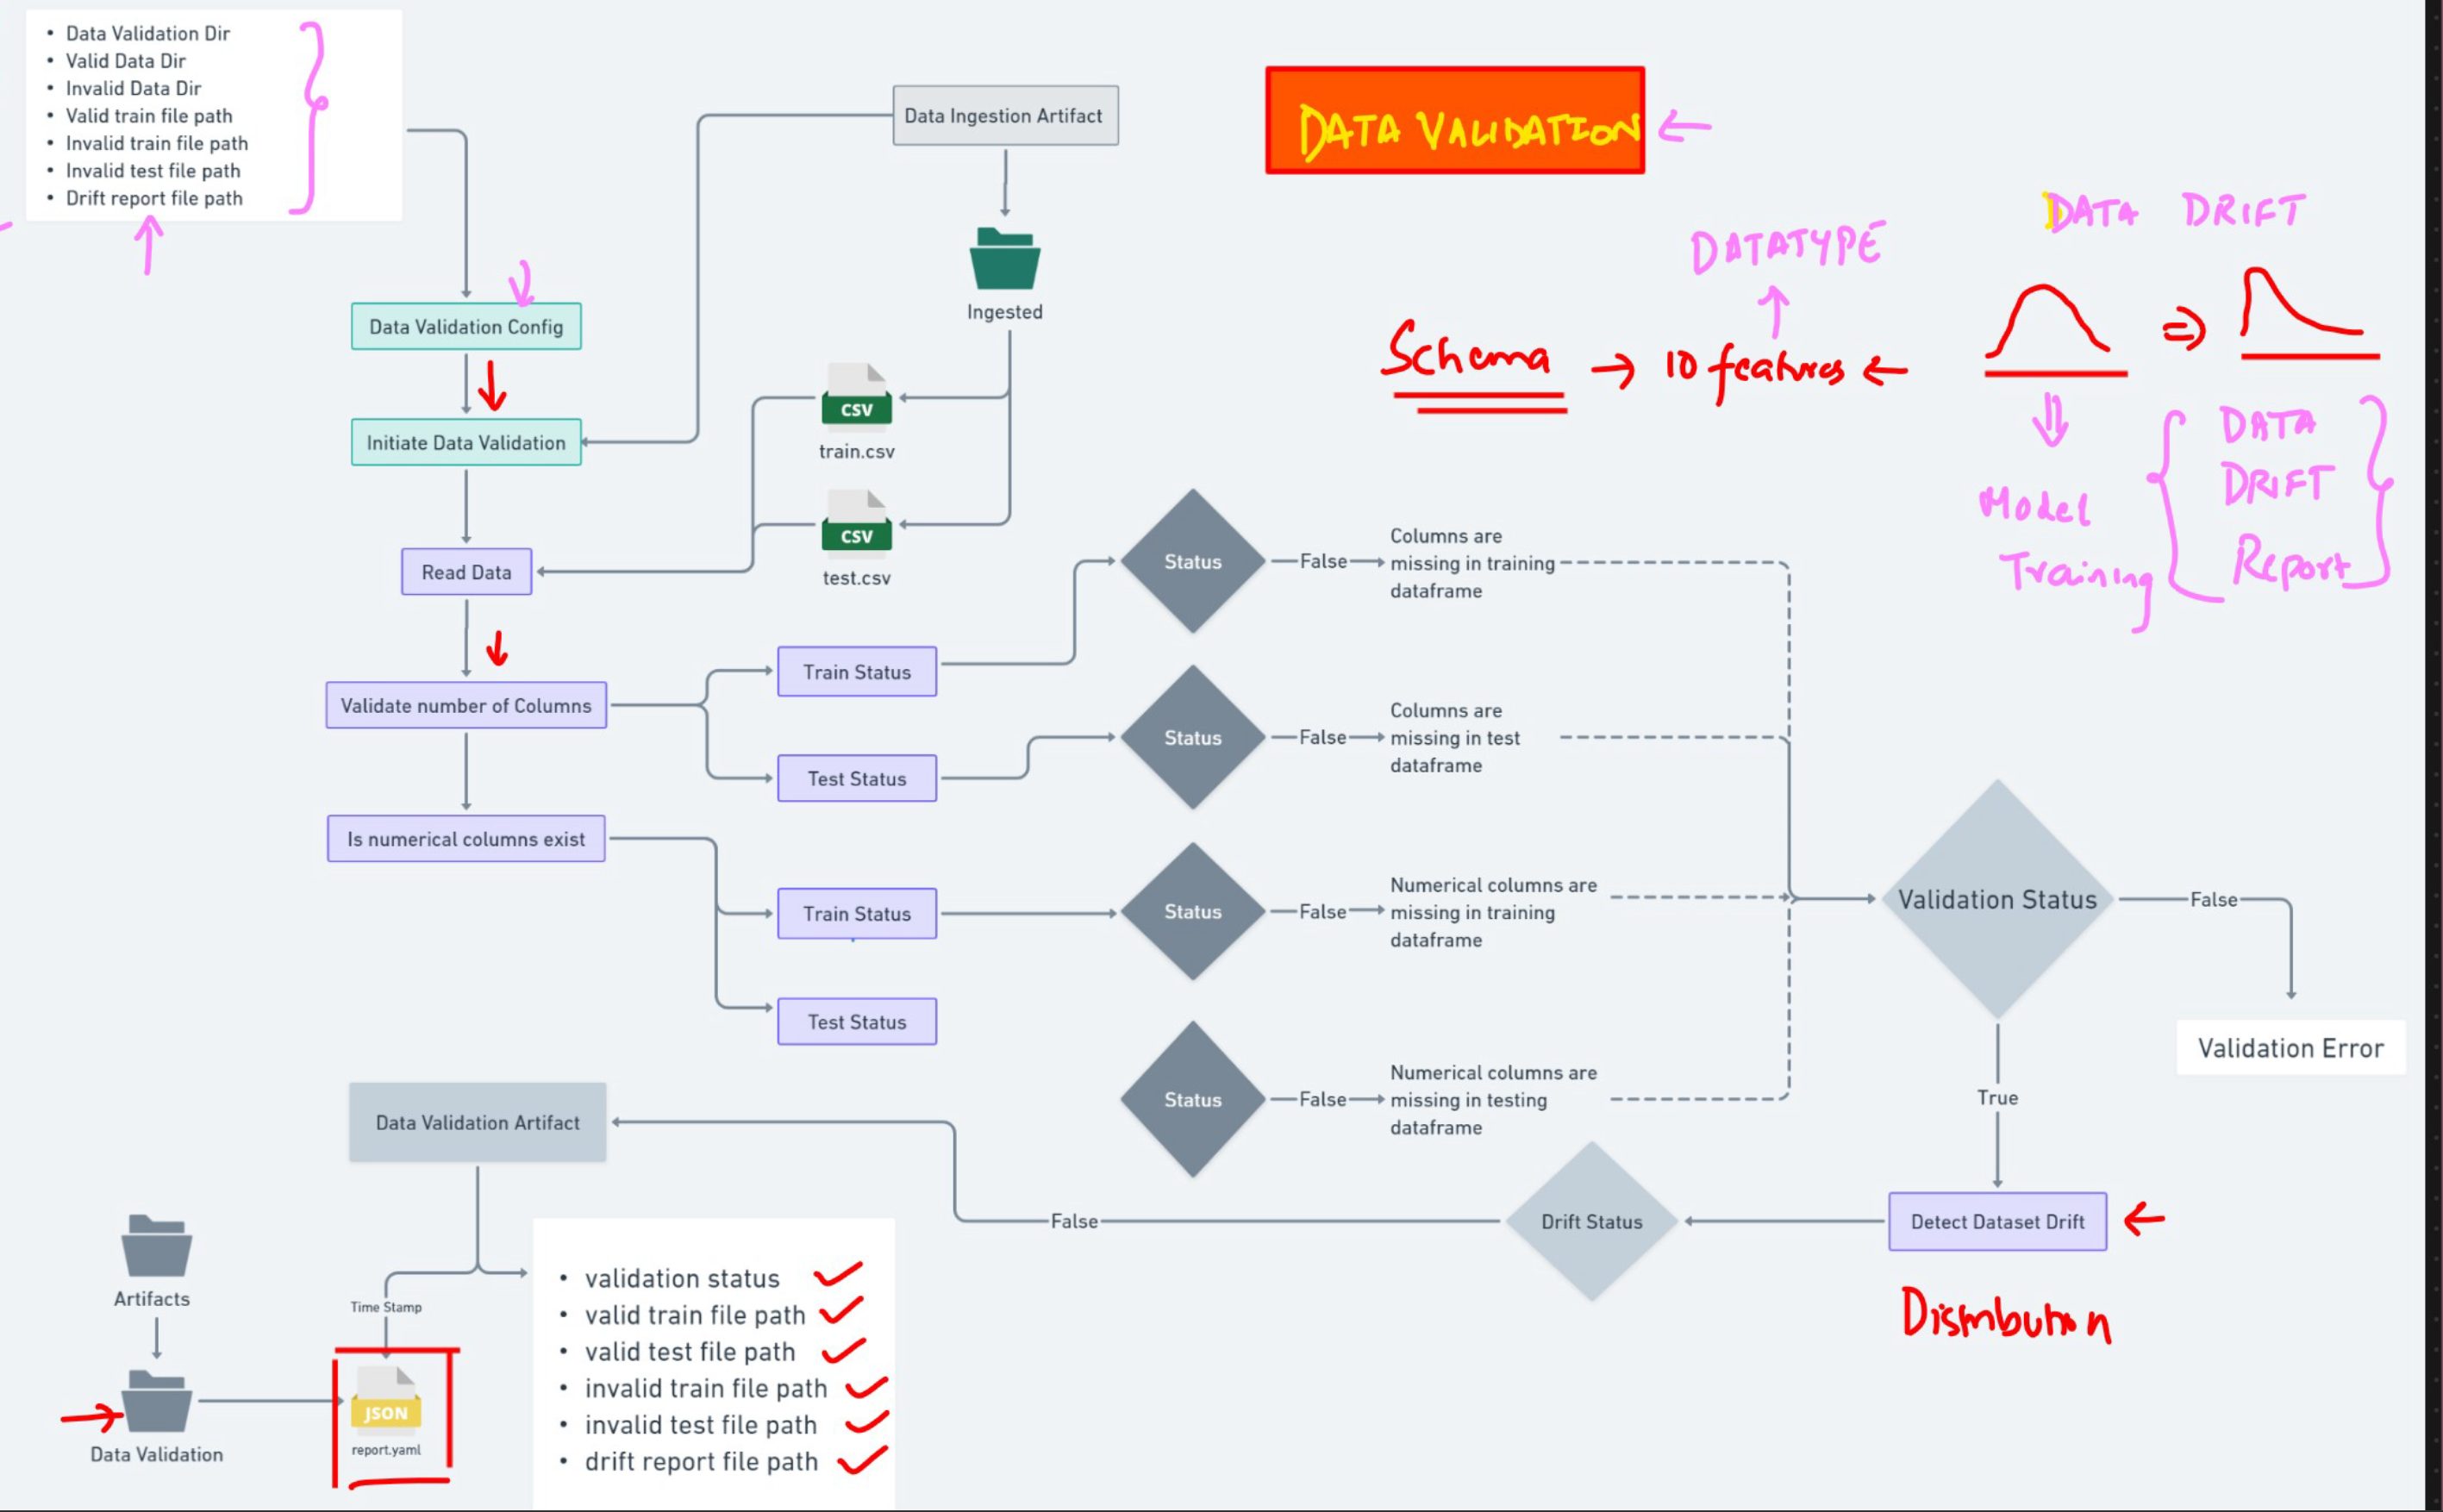 Data Validation Dir
Valid Data Dir
Invalid Data Dir
Valid train file path
Invalid train file path
Invalid test file path
Drift report file path
Data Ingestion Artifact
DATA VALIDATION
DATA DRIFT
DATATYPE
Ingested
Data Validation Config
Schema → 10 features ←
Initiate Data Validation
CSV
train.csv
CSV
test.csv
Model
Training
DATA
DRIFT
Report
Read Data
Status
False
Columns are
missing in training
dataframe
Validate number of Columns
Train Status
Test Status
Status
False
Columns are
missing in test
dataframe
Is numerical columns exist
Train Status
Test Status
Status
False
Numerical columns are
missing in training
dataframe
Status
False
Numerical columns are
missing in testing
dataframe
Validation Status
False
Validation Error
True
Detect Dataset Drift
Distribution
Drift Status
False
Data Validation Artifact
Time Stamp
Artifacts
Data Validation
JSON
report.yaml
validation status
valid train file path
valid test file path
invalid train file path
invalid test file path
drift report file path